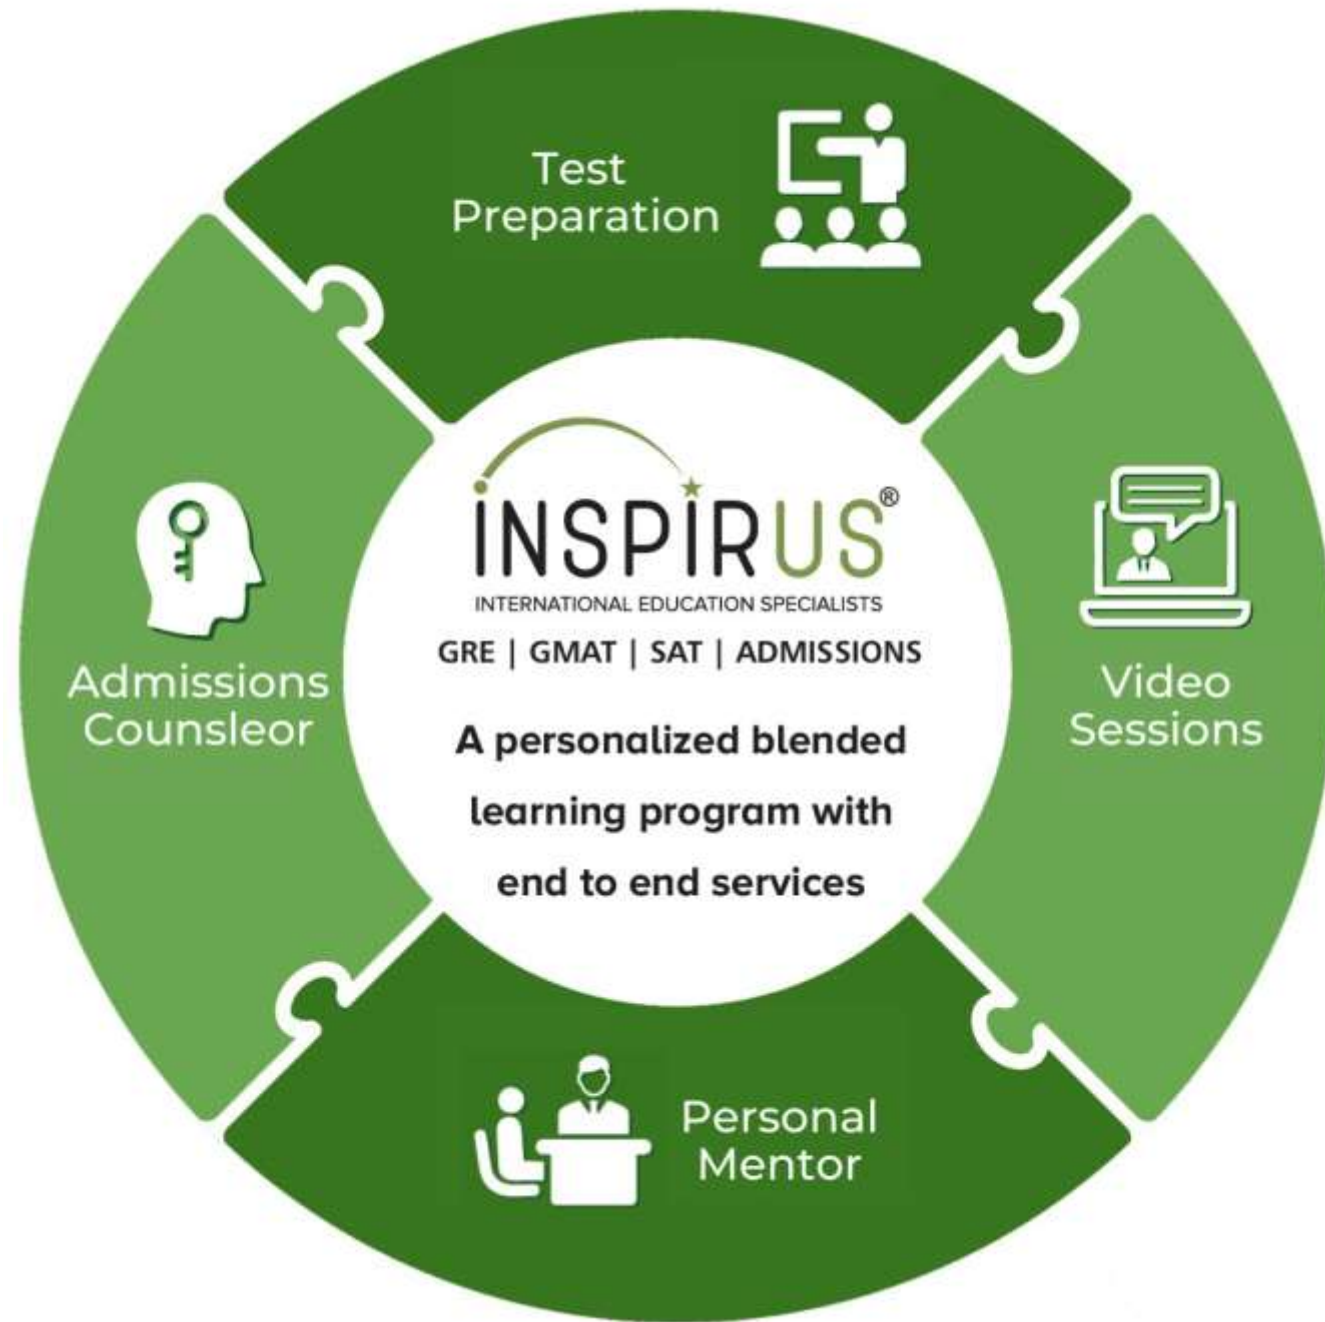 Test
Preparation
Admissions
Counsleor
INSPIRUS®
INTERNATIONAL EDUCATION SPECIALISTS
GRE | GMAT | SAT | ADMISSIONS
A personalized blended
learning program with
end to end services
Video
Sessions
Personal
Mentor